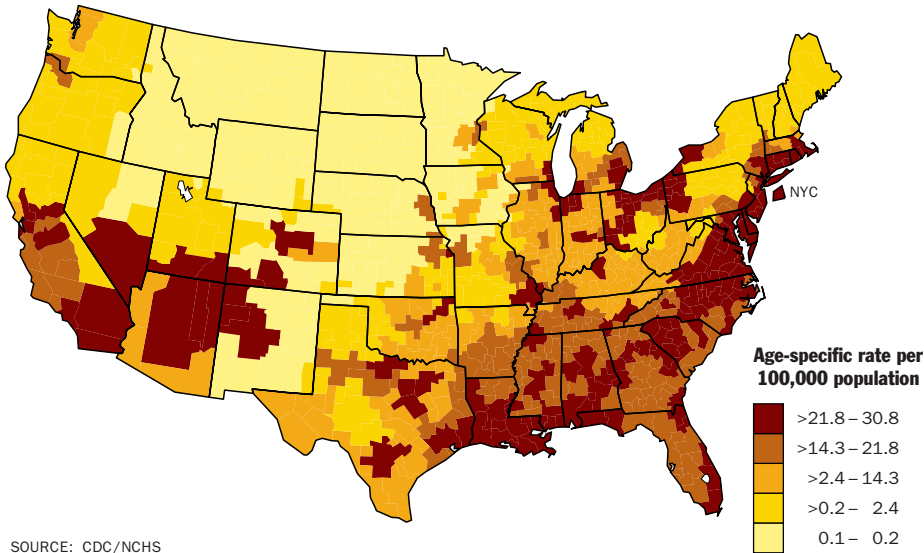 NYC
Age-specific rate per
100,000 population
>21.8 – 30.8
>14.3 – 21.8
>2.4 – 14.3
>0.2 – 2.4
0.1 – 0.2
SOURCE: CDC/NCHS